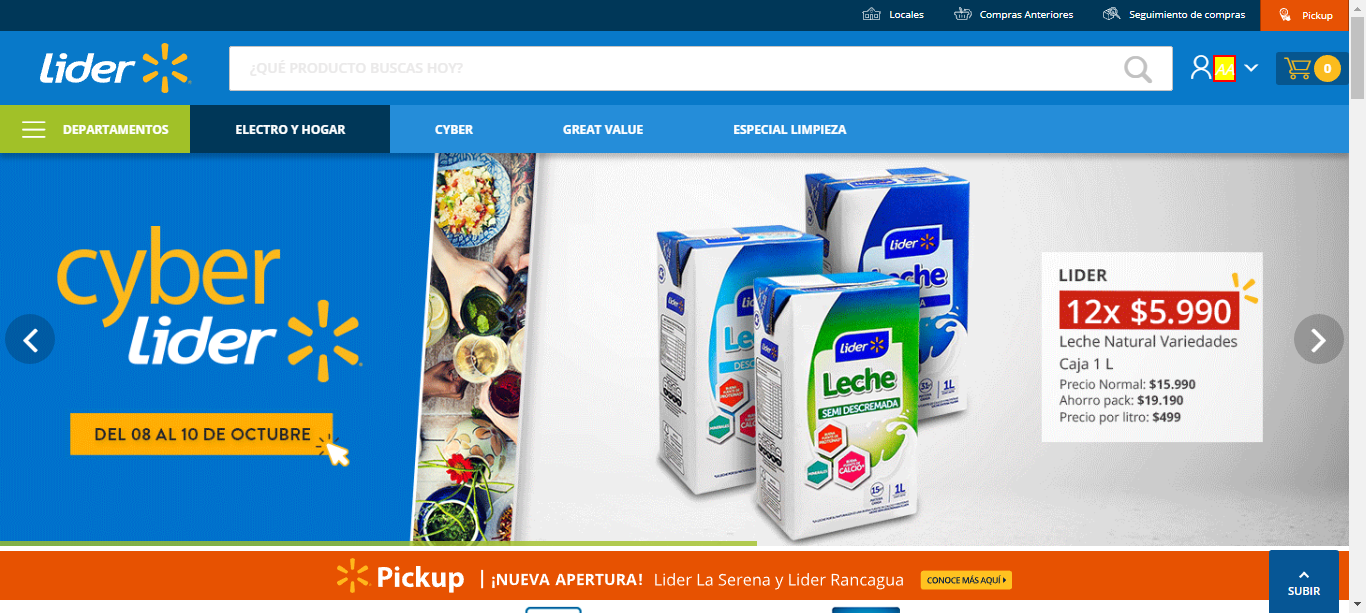 Locales
Compras Anteriores
Seguimiento de compras
Pickup
Lider
¿QUÉ PRODUCTO BUSCAS HOY?
0
DEPARTAMENTOS
ELECTRO Y HOGAR
CYBER
GREAT VALUE
ESPECIAL LIMPIEZA
cyber
lider
DEL 08 AL 10 DE OCTUBRE
lider
Leche
SEMI DESCREMADA
MINERALES
CALCIO
1L
lider
1L
LIDER
12x $5.990
Leche Natural Variedades
Caja 1 L
Precio Normal: $15.990
Ahorro pack: $19.190
Precio por litro: $499
Pickup | ¡NUEVA APERTURA! Lider La Serena y Lider Rancagua
CONOCE MÁS AQUÍ
SUBIR